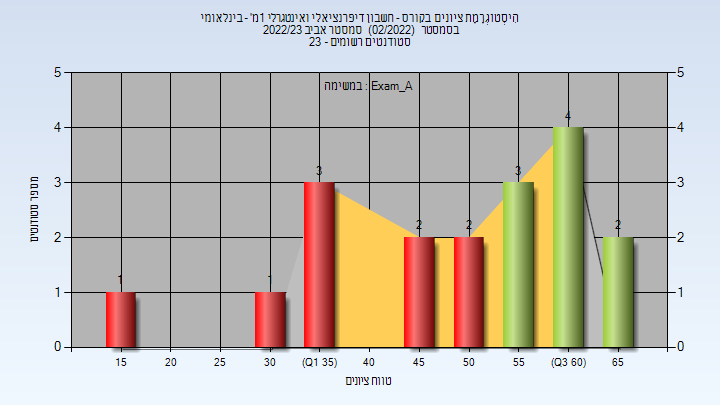 הִיסְטוֹגְרָמַת ציונים בקורס - חשבון דיפרנציאלי ואינטגרלי 1מ' - בינלאומי
בסמסטר (02/2022) סמסטר אביב 2022/23
סטודנטים רשומים - 23
במשימה : Exam_A
מספר סטודנטים
5 5
4 4
3 3
2 2
1 1
0 0
1 1 3 2 2 3 4 2
15 20 25 30 (Q1 35) 40 45 50 55 (Q3 60) 65
טווח ציונים